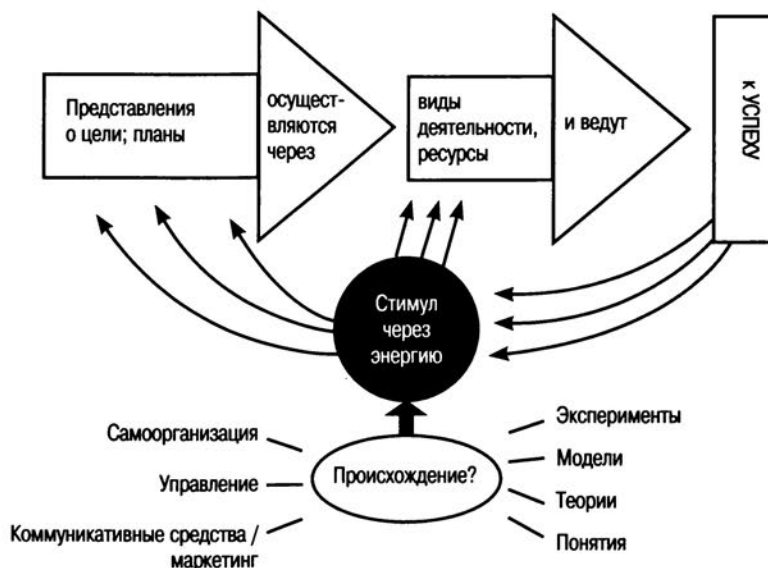 Представления
о цели; планы
осущест-
вляются
через
виды
деятельности,
ресурсы
и ведут
к УСПЕХУ
Стимул
через
энергию
Происхождение?
Самоорганизация
Управление
Коммуникативные средства /
маркетинг
Эксперименты
Модели
Теории
Понятия